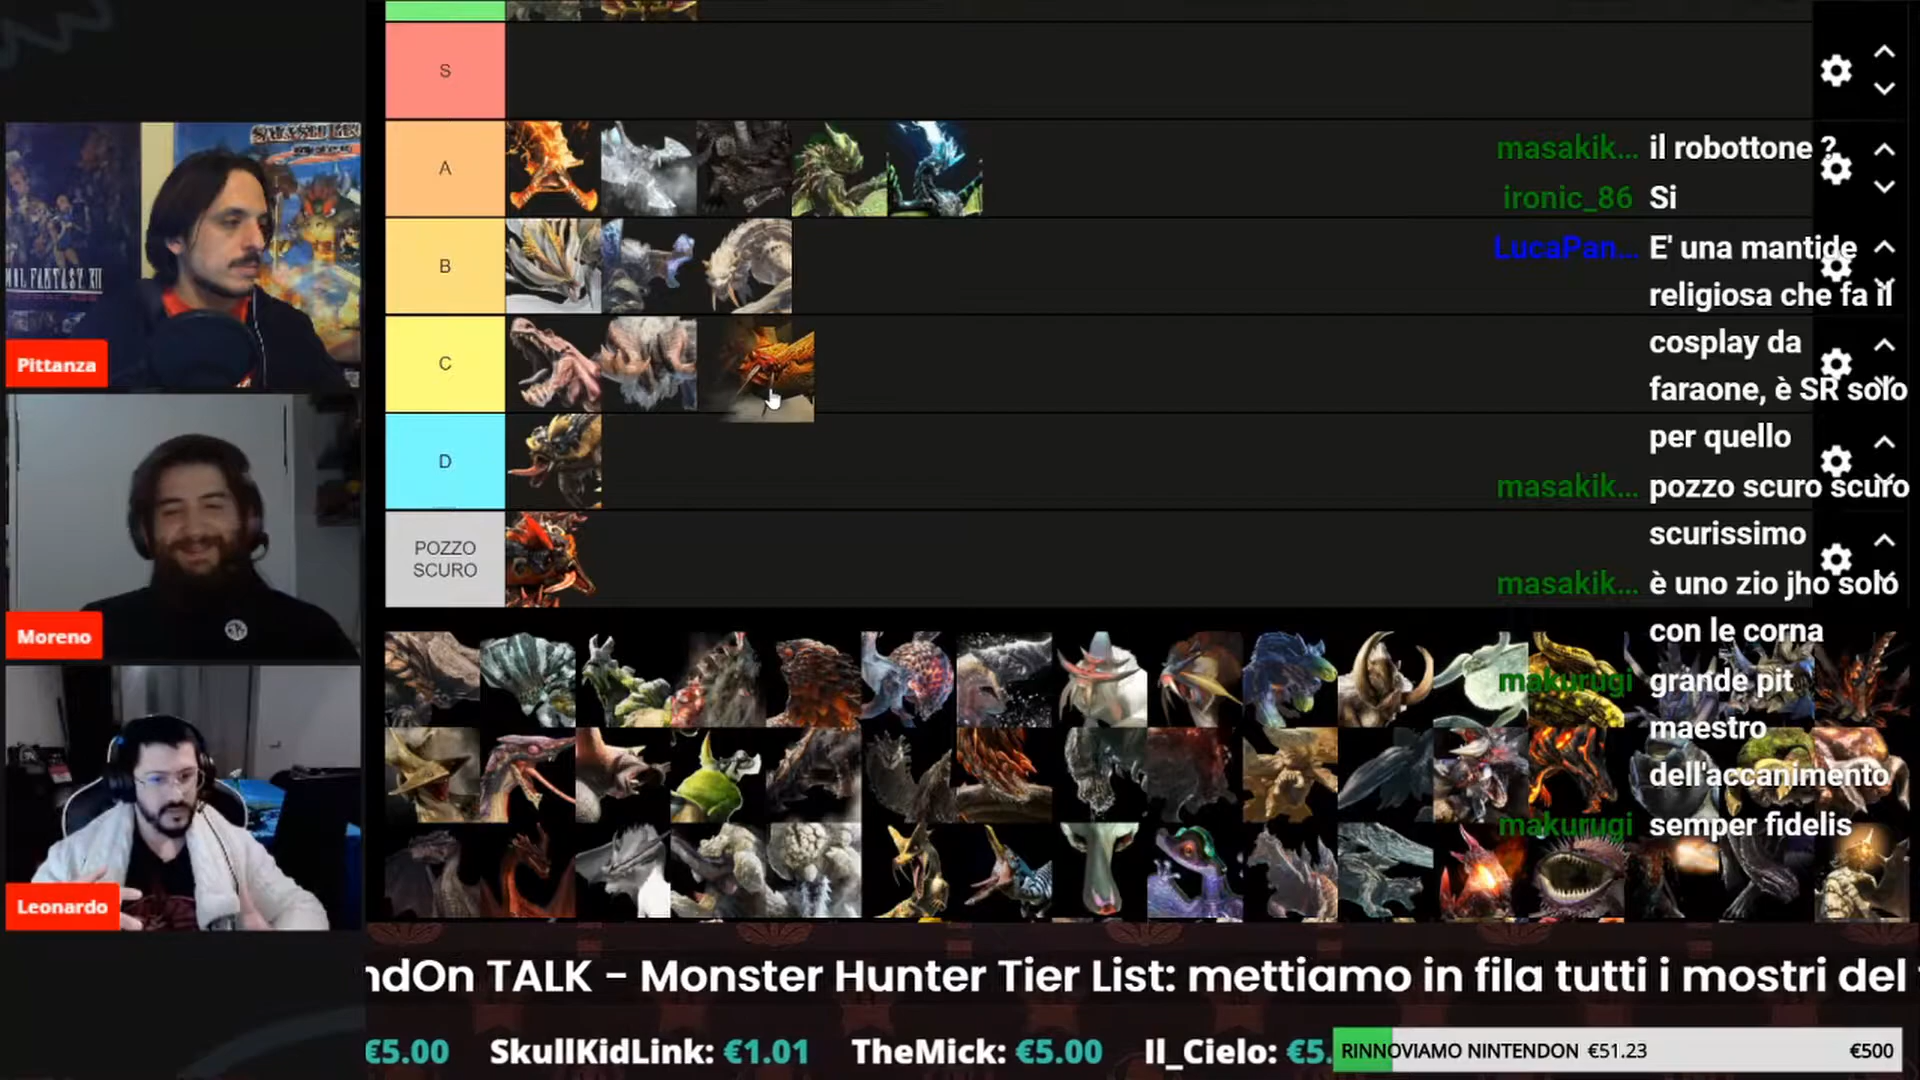 S
A
B
C
D
POZZO
SCURO
masakik... il robottone ?
ironic_86 Si
LucaPan... E' una mantide
religiosa che fa il
cosplay da
faraone, è SR solo
per quello
masakik... pozzo scuro scuro
scurissimo
masakik... è uno zio jho solo
con le corna
makurugi grande pit
maestro
dell'accanimento
makurugi semper fidelis
FANTASY XII
Pittanza
Moreno
Leonardo
ndOn TALK - Monster Hunter Tier List: mettiamo in fila tutti i mostri del
€5.00 SkullKidLink: €1.01 TheMick: €5.00 Il_Cielo: €5.
RINNOVIAMO NINTENDON €51.23 €500